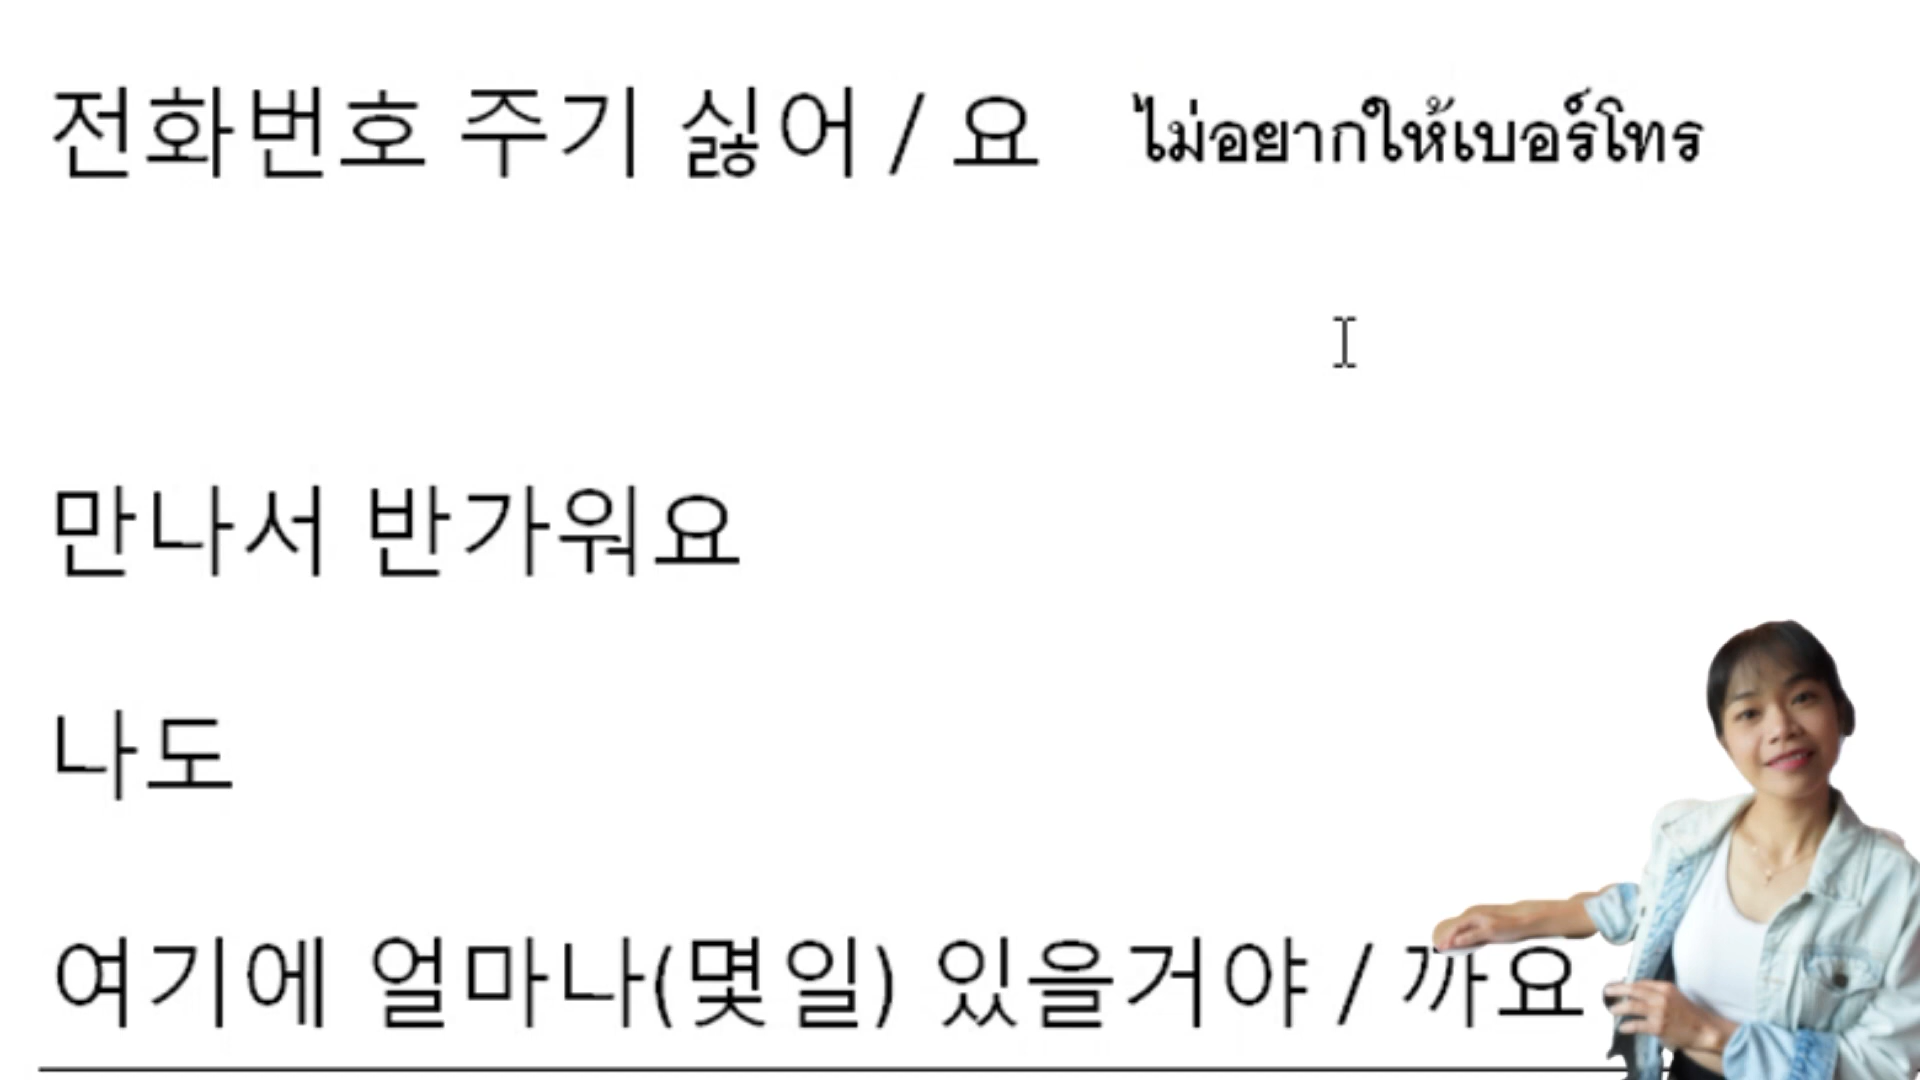 전화번호 주기 싫어 / 요 ไม่อยากให้เบอร์โทร
만나서 반가워요
나도
여기에 얼마나(몇일) 있을거야 / 까요